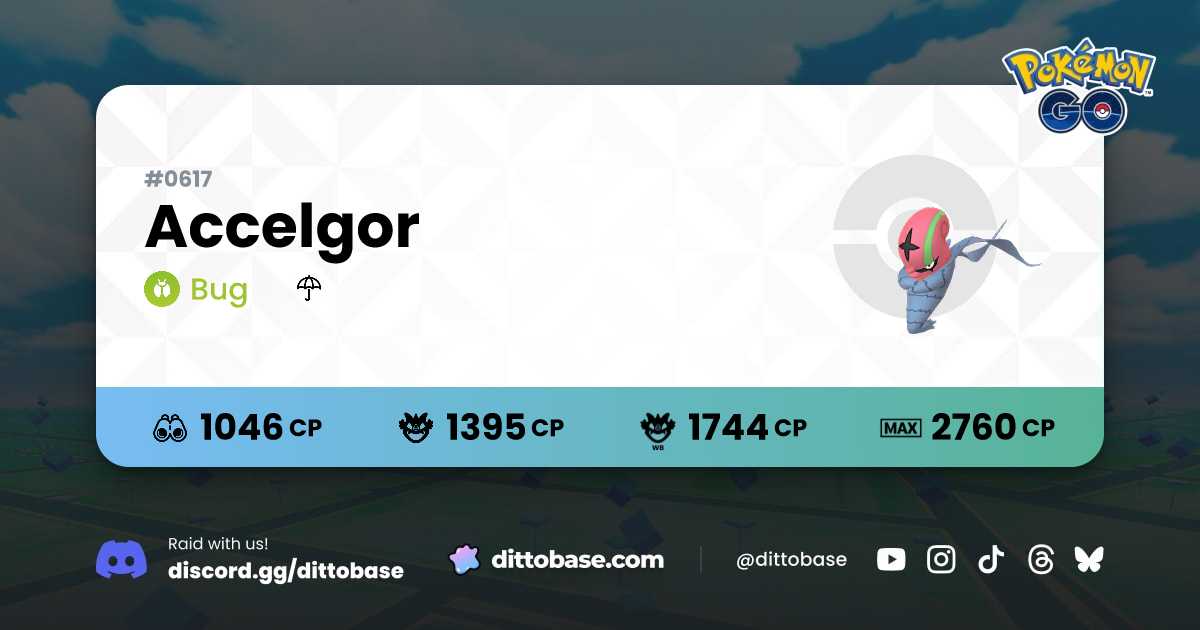 POKéMON
GO
#0617
Accelgor
Bug
1046 CP
1395 CP
WB
1744 CP
MAX 2760 CP
Raid with us!
discord.gg/dittobase
dittobase.com
@dittobase